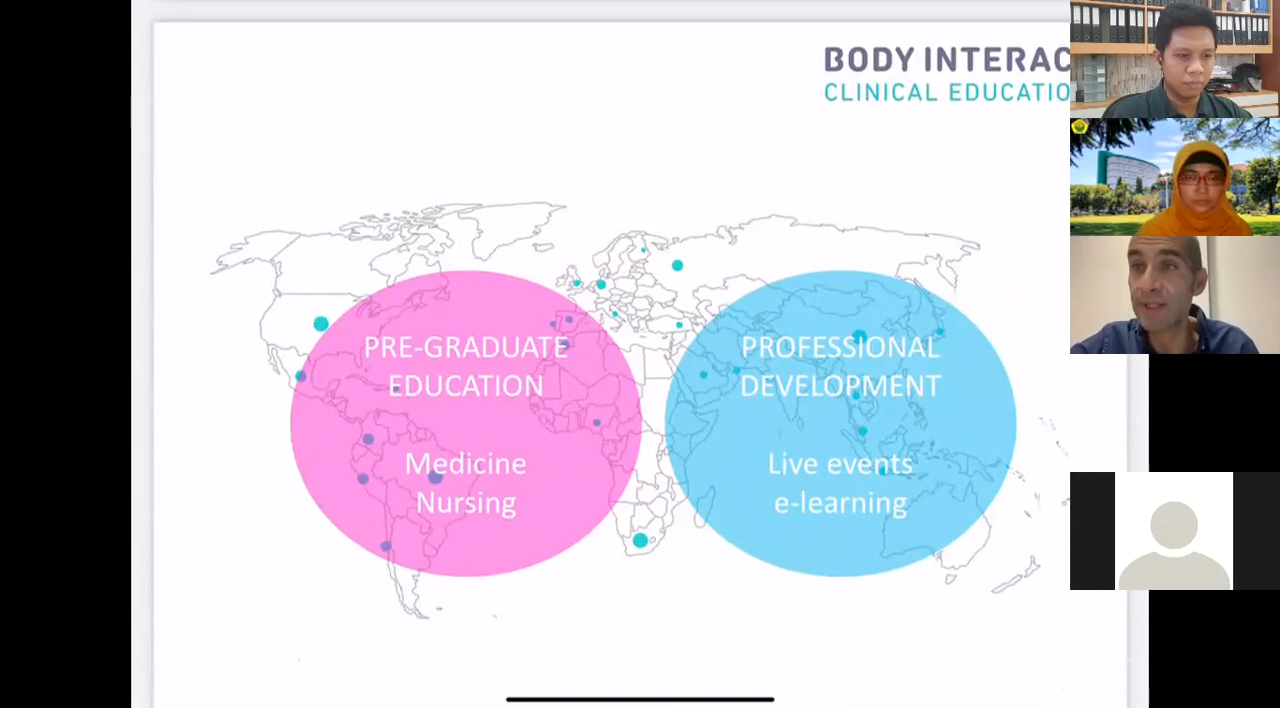 BODY INTERAC
CLINICAL EDUCATIO
PRE-GRADUATE
EDUCATION
Medicine
Nursing
PROFESSIONAL
DEVELOPMENT
Live events
e-learning